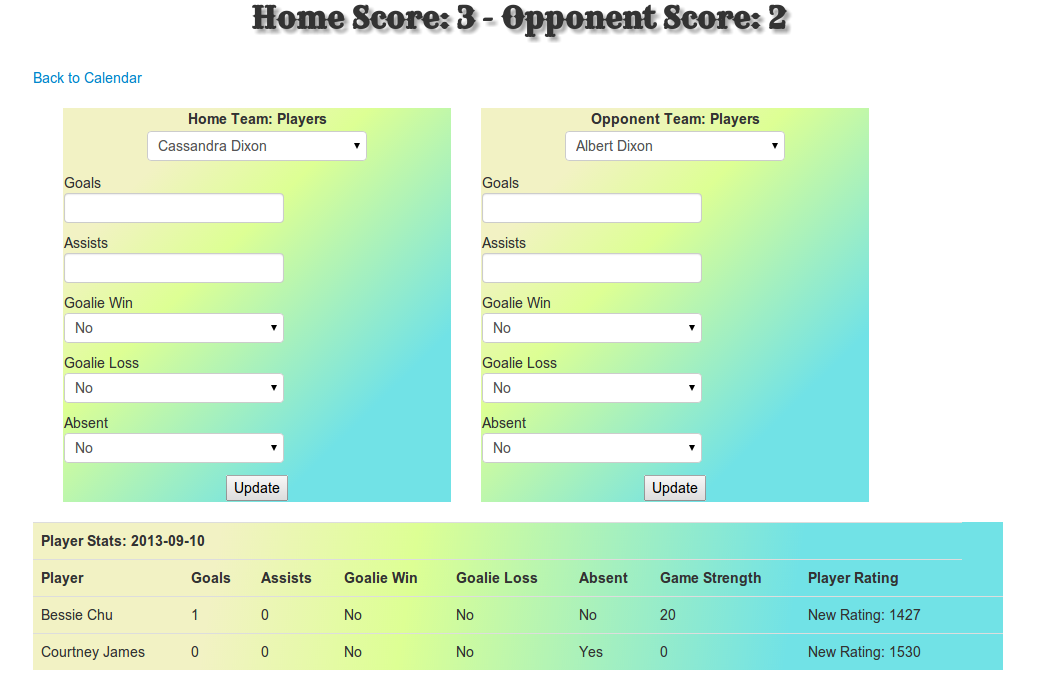 Home Score: 3 - Opponent Score: 2
Back to Calendar
Home Team: Players
Cassandra Dixon
Goals
Assists
Goalie Win
No
Goalie Loss
No
Absent
No
Update
Opponent Team: Players
Albert Dixon
Goals
Assists
Goalie Win
No
Goalie Loss
No
Absent
No
Update
Player Stats: 2013-09-10
Player Goals Assists Goalie Win Goalie Loss Absent Game Strength Player Rating
Bessie Chu 1 0 No No No 20 New Rating: 1427
Courtney James 0 0 No No Yes 0 New Rating: 1530